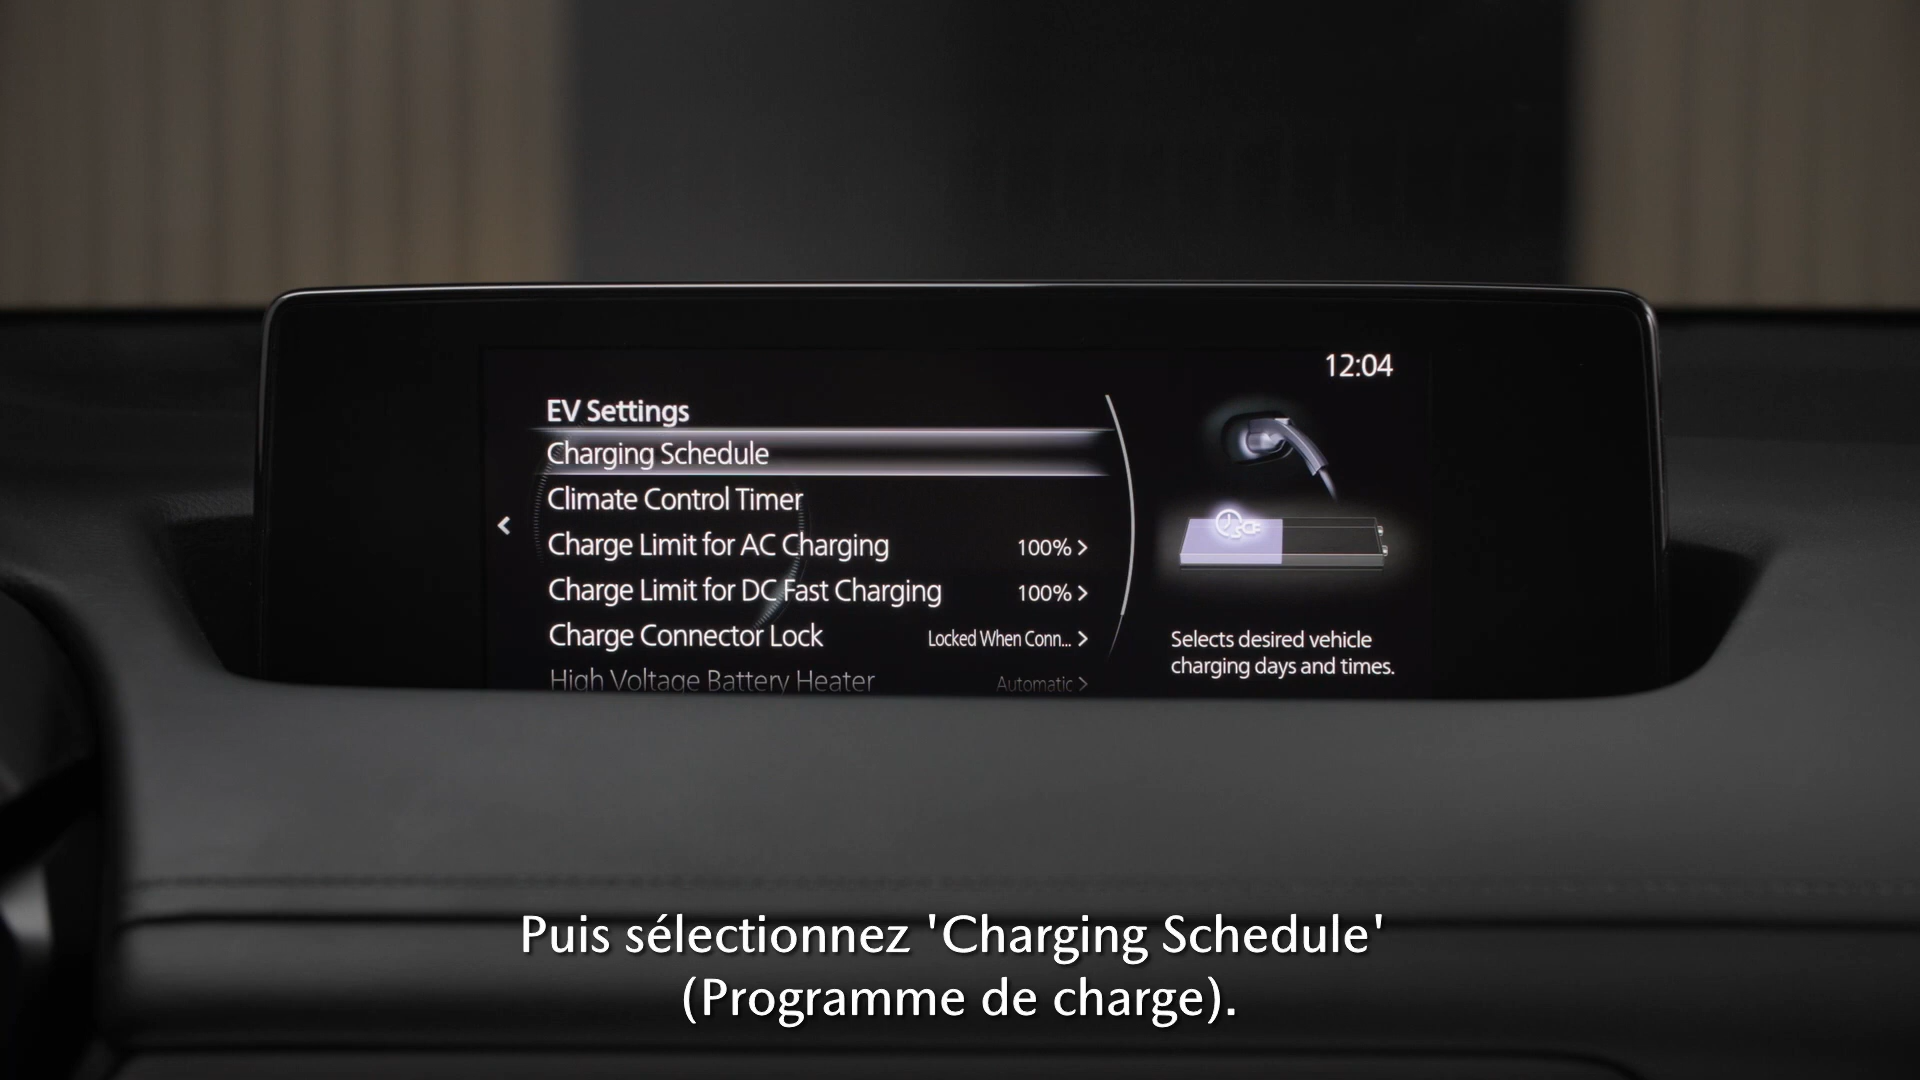 12:04
EV Settings
Charging Schedule
Climate Control Timer
Charge Limit for AC Charging 100% >
Charge Limit for DC Fast Charging 100% >
Charge Connector Lock Locked When Conn... >
High Voltage Battery Heater Automatic >
Selects desired vehicle
charging days and times.
Puis sélectionnez 'Charging Schedule'
(Programme de charge).